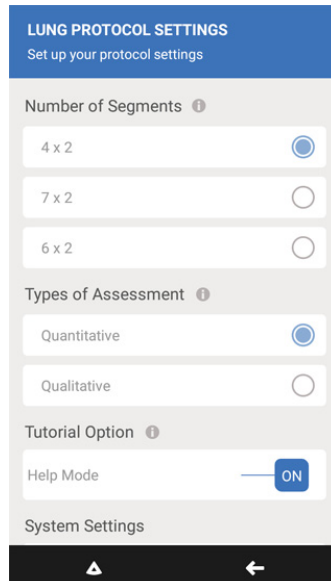 LUNG PROTOCOL SETTINGS
Set up your protocol settings
Number of Segments
4 x 2
7 x 2
6 x 2
Types of Assessment
Quantitative
Qualitative
Tutorial Option
Help Mode ON
System Settings